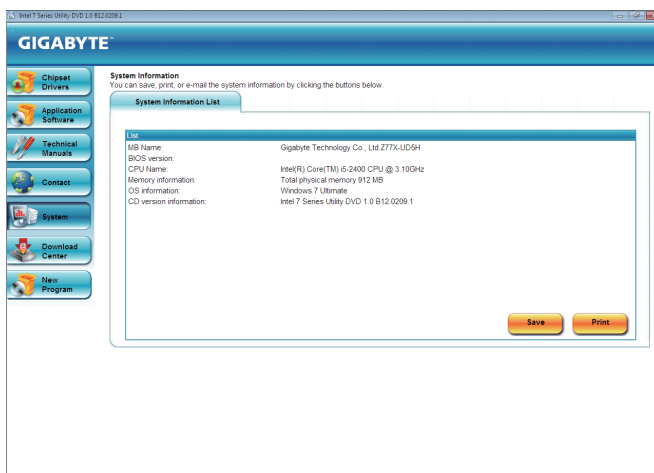 Intel 7 Series Utility DVD 1.0 B12.0209.1
GIGABYTE™
Chipset
Drivers
Application
Software
Technical
Manuals
Contact
System
Download
Center
New
Program
System Information
You can save, print, or e-mail the system information by clicking the buttons below.
System Information List
List
MB Name: Gigabyte Technology Co., Ltd.Z77X-UD5H
BIOS version:
CPU Name: Intel(R) Core(TM) i5-2400 CPU @ 3.10GHz
Memory information: Total physical memory 912 MB
OS information: Windows 7 Ultimate
CD version information: Intel 7 Series Utility DVD 1.0 B12.0209.1
Save Print